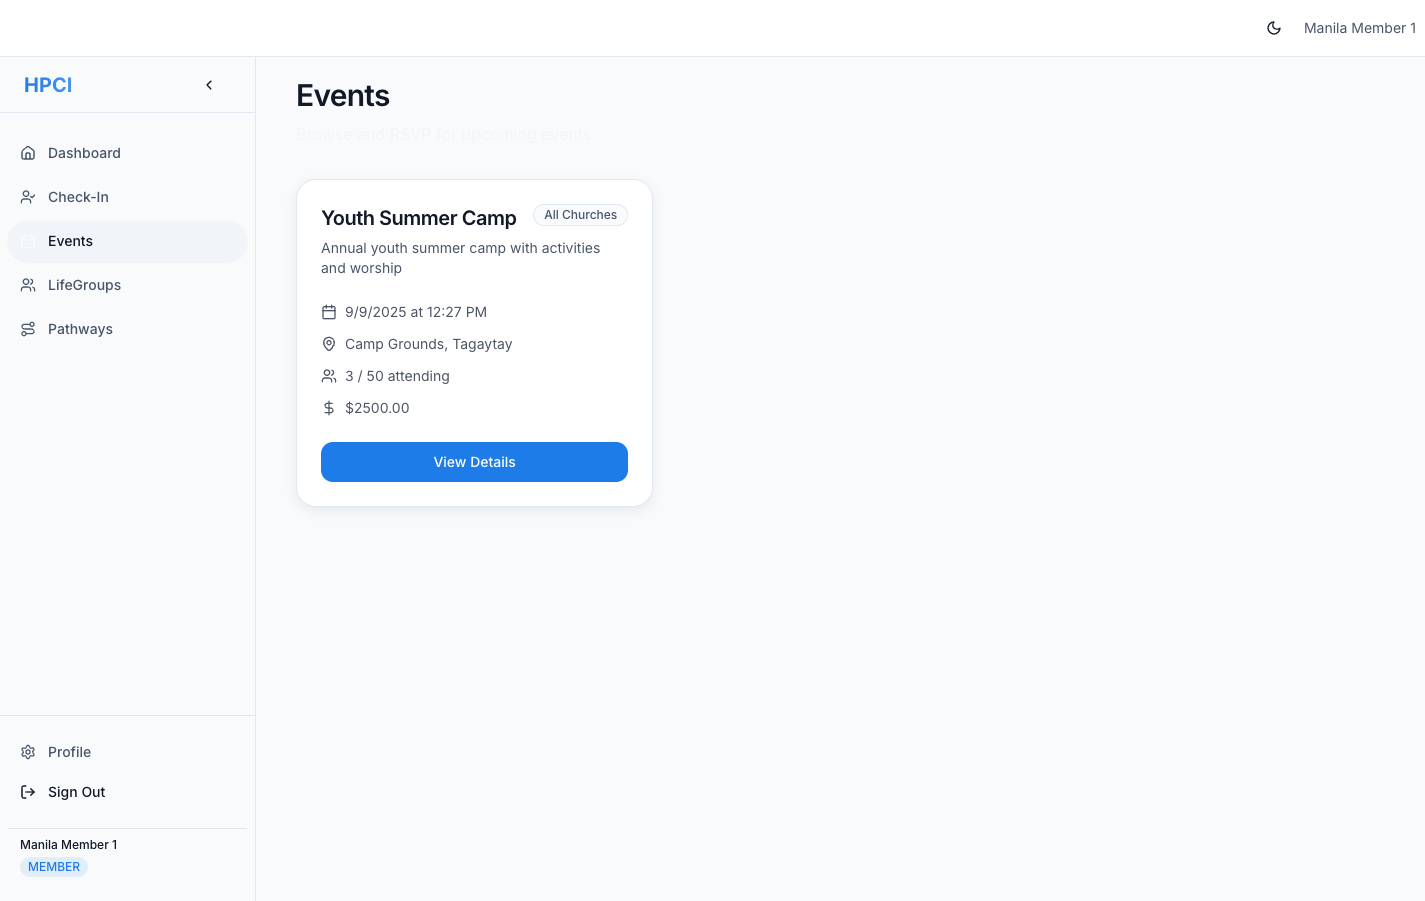 Manila Member 1
HPCI
Dashboard
Check-In
Events
LifeGroups
Pathways
Profile
Sign Out
Manila Member 1
MEMBER
Events
Browse and RSVP for upcoming events
Youth Summer Camp
All Churches
Annual youth summer camp with activities
and worship
9/9/2025 at 12:27 PM
Camp Grounds, Tagaytay
3 / 50 attending
$2500.00
View Details